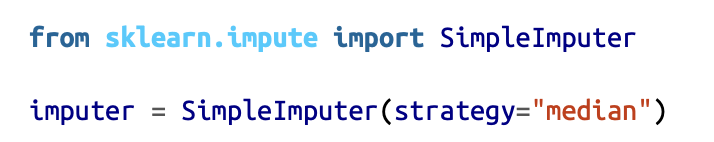 from sklearn.impute import SimpleImputer
imputer = SimpleImputer(strategy="median")